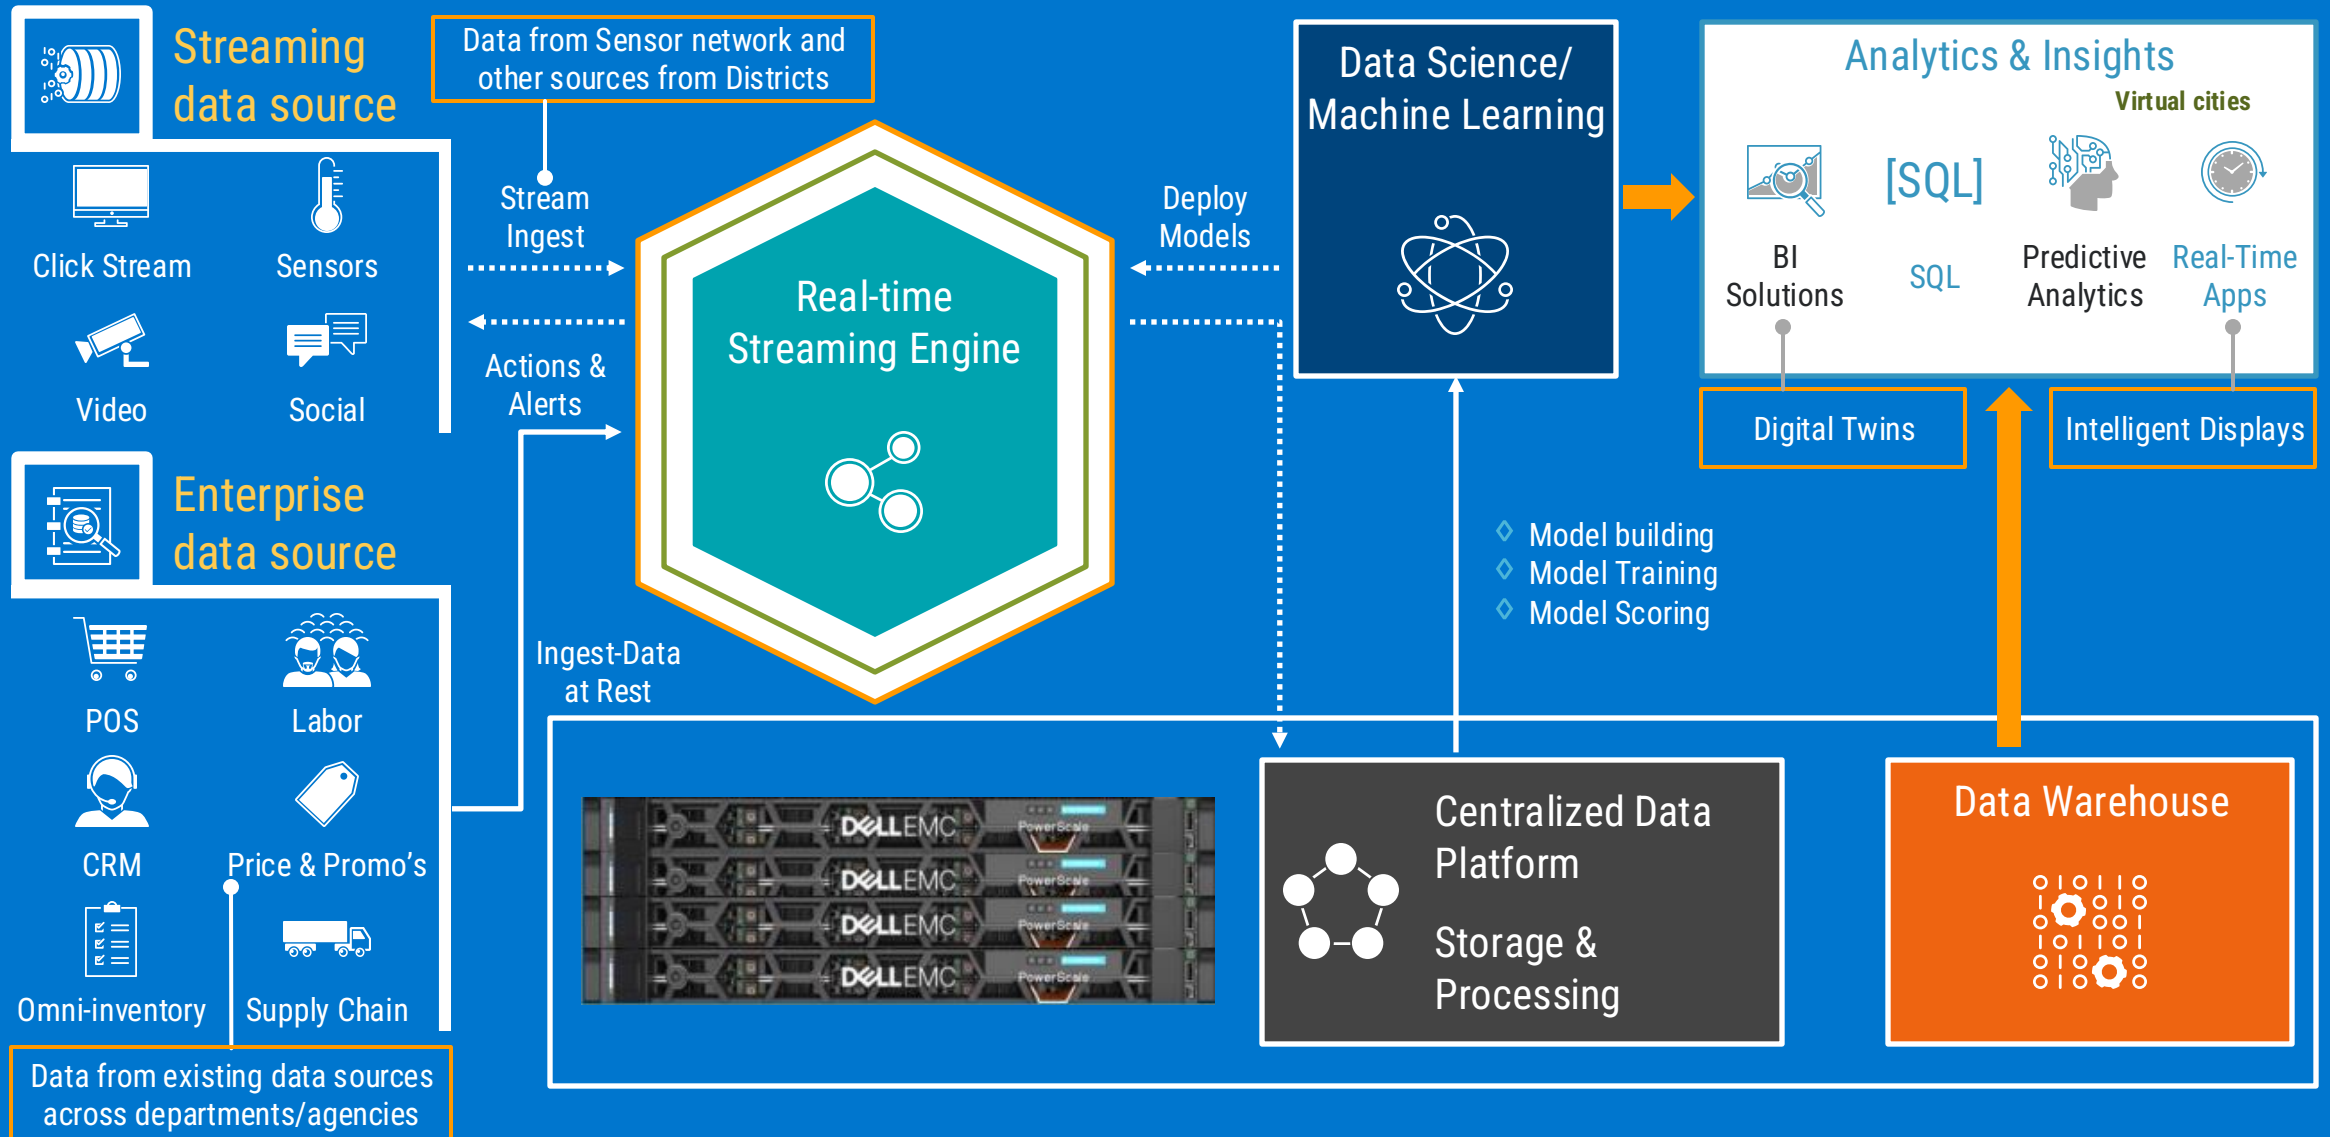 Streaming
data source
Click Stream
Sensors
Video
Social
Data from Sensor network and
other sources from Districts
Stream
Ingest
Actions &
Alerts
Real-time
Streaming Engine
Deploy
Models
Data Science/
Machine Learning
Analytics & Insights
Virtual cities
[SQL]
BI
Solutions
SQL
Predictive
Analytics
Real-Time
Apps
Digital Twins
Intelligent Displays
Enterprise
data source
POS
Labor
CRM
Price & Promo’s
Omni-inventory
Supply Chain
Data from existing data sources
across departments/agencies
Ingest-Data
at Rest
Model building
Model Training
Model Scoring
DELLEMC PowerScale
DELLEMC PowerScale
DELLEMC PowerScale
DELLEMC PowerScale
Centralized Data
Platform
Storage &
Processing
Data Warehouse